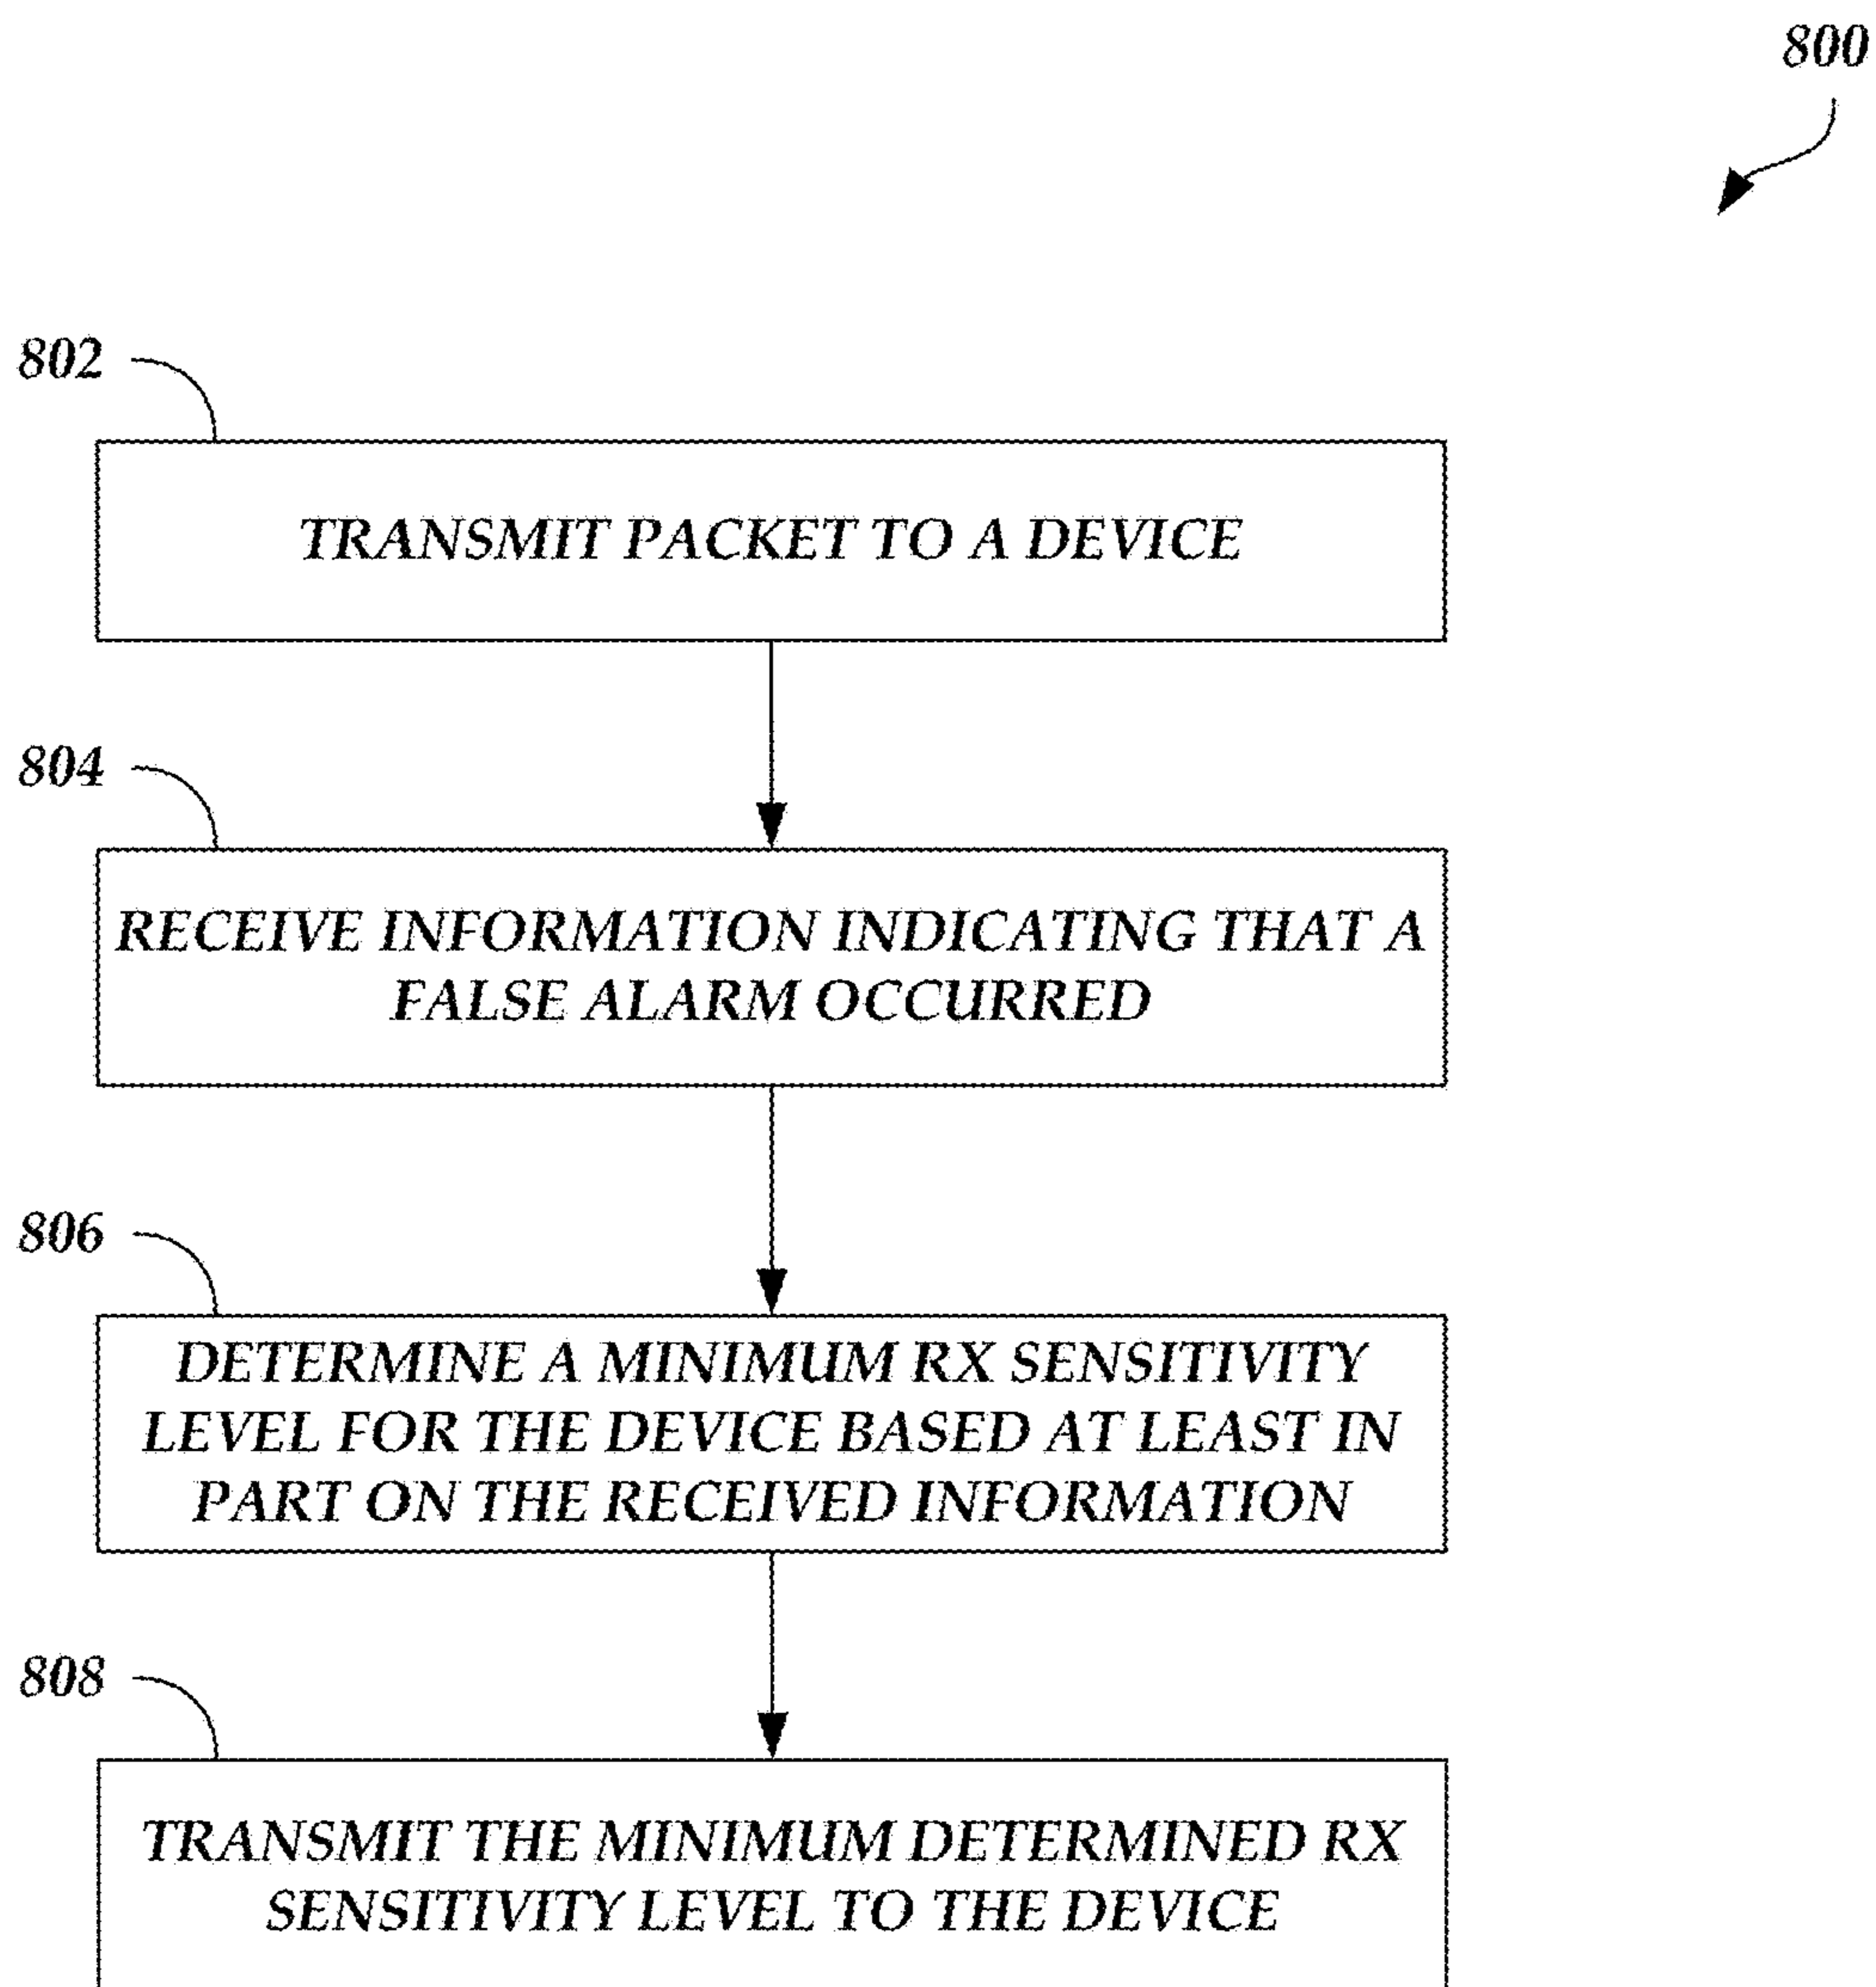 800
802
TRANSMIT PACKET TO A DEVICE
804
RECEIVE INFORMATION INDICATING THAT A
FALSE ALARM OCCURRED
806
DETERMINE A MINIMUM RX SENSITIVITY
LEVEL FOR THE DEVICE BASED AT LEAST IN
PART ON THE RECEIVED INFORMATION
808
TRANSMIT THE MINIMUM DETERMINED RX
SENSITIVITY LEVEL TO THE DEVICE